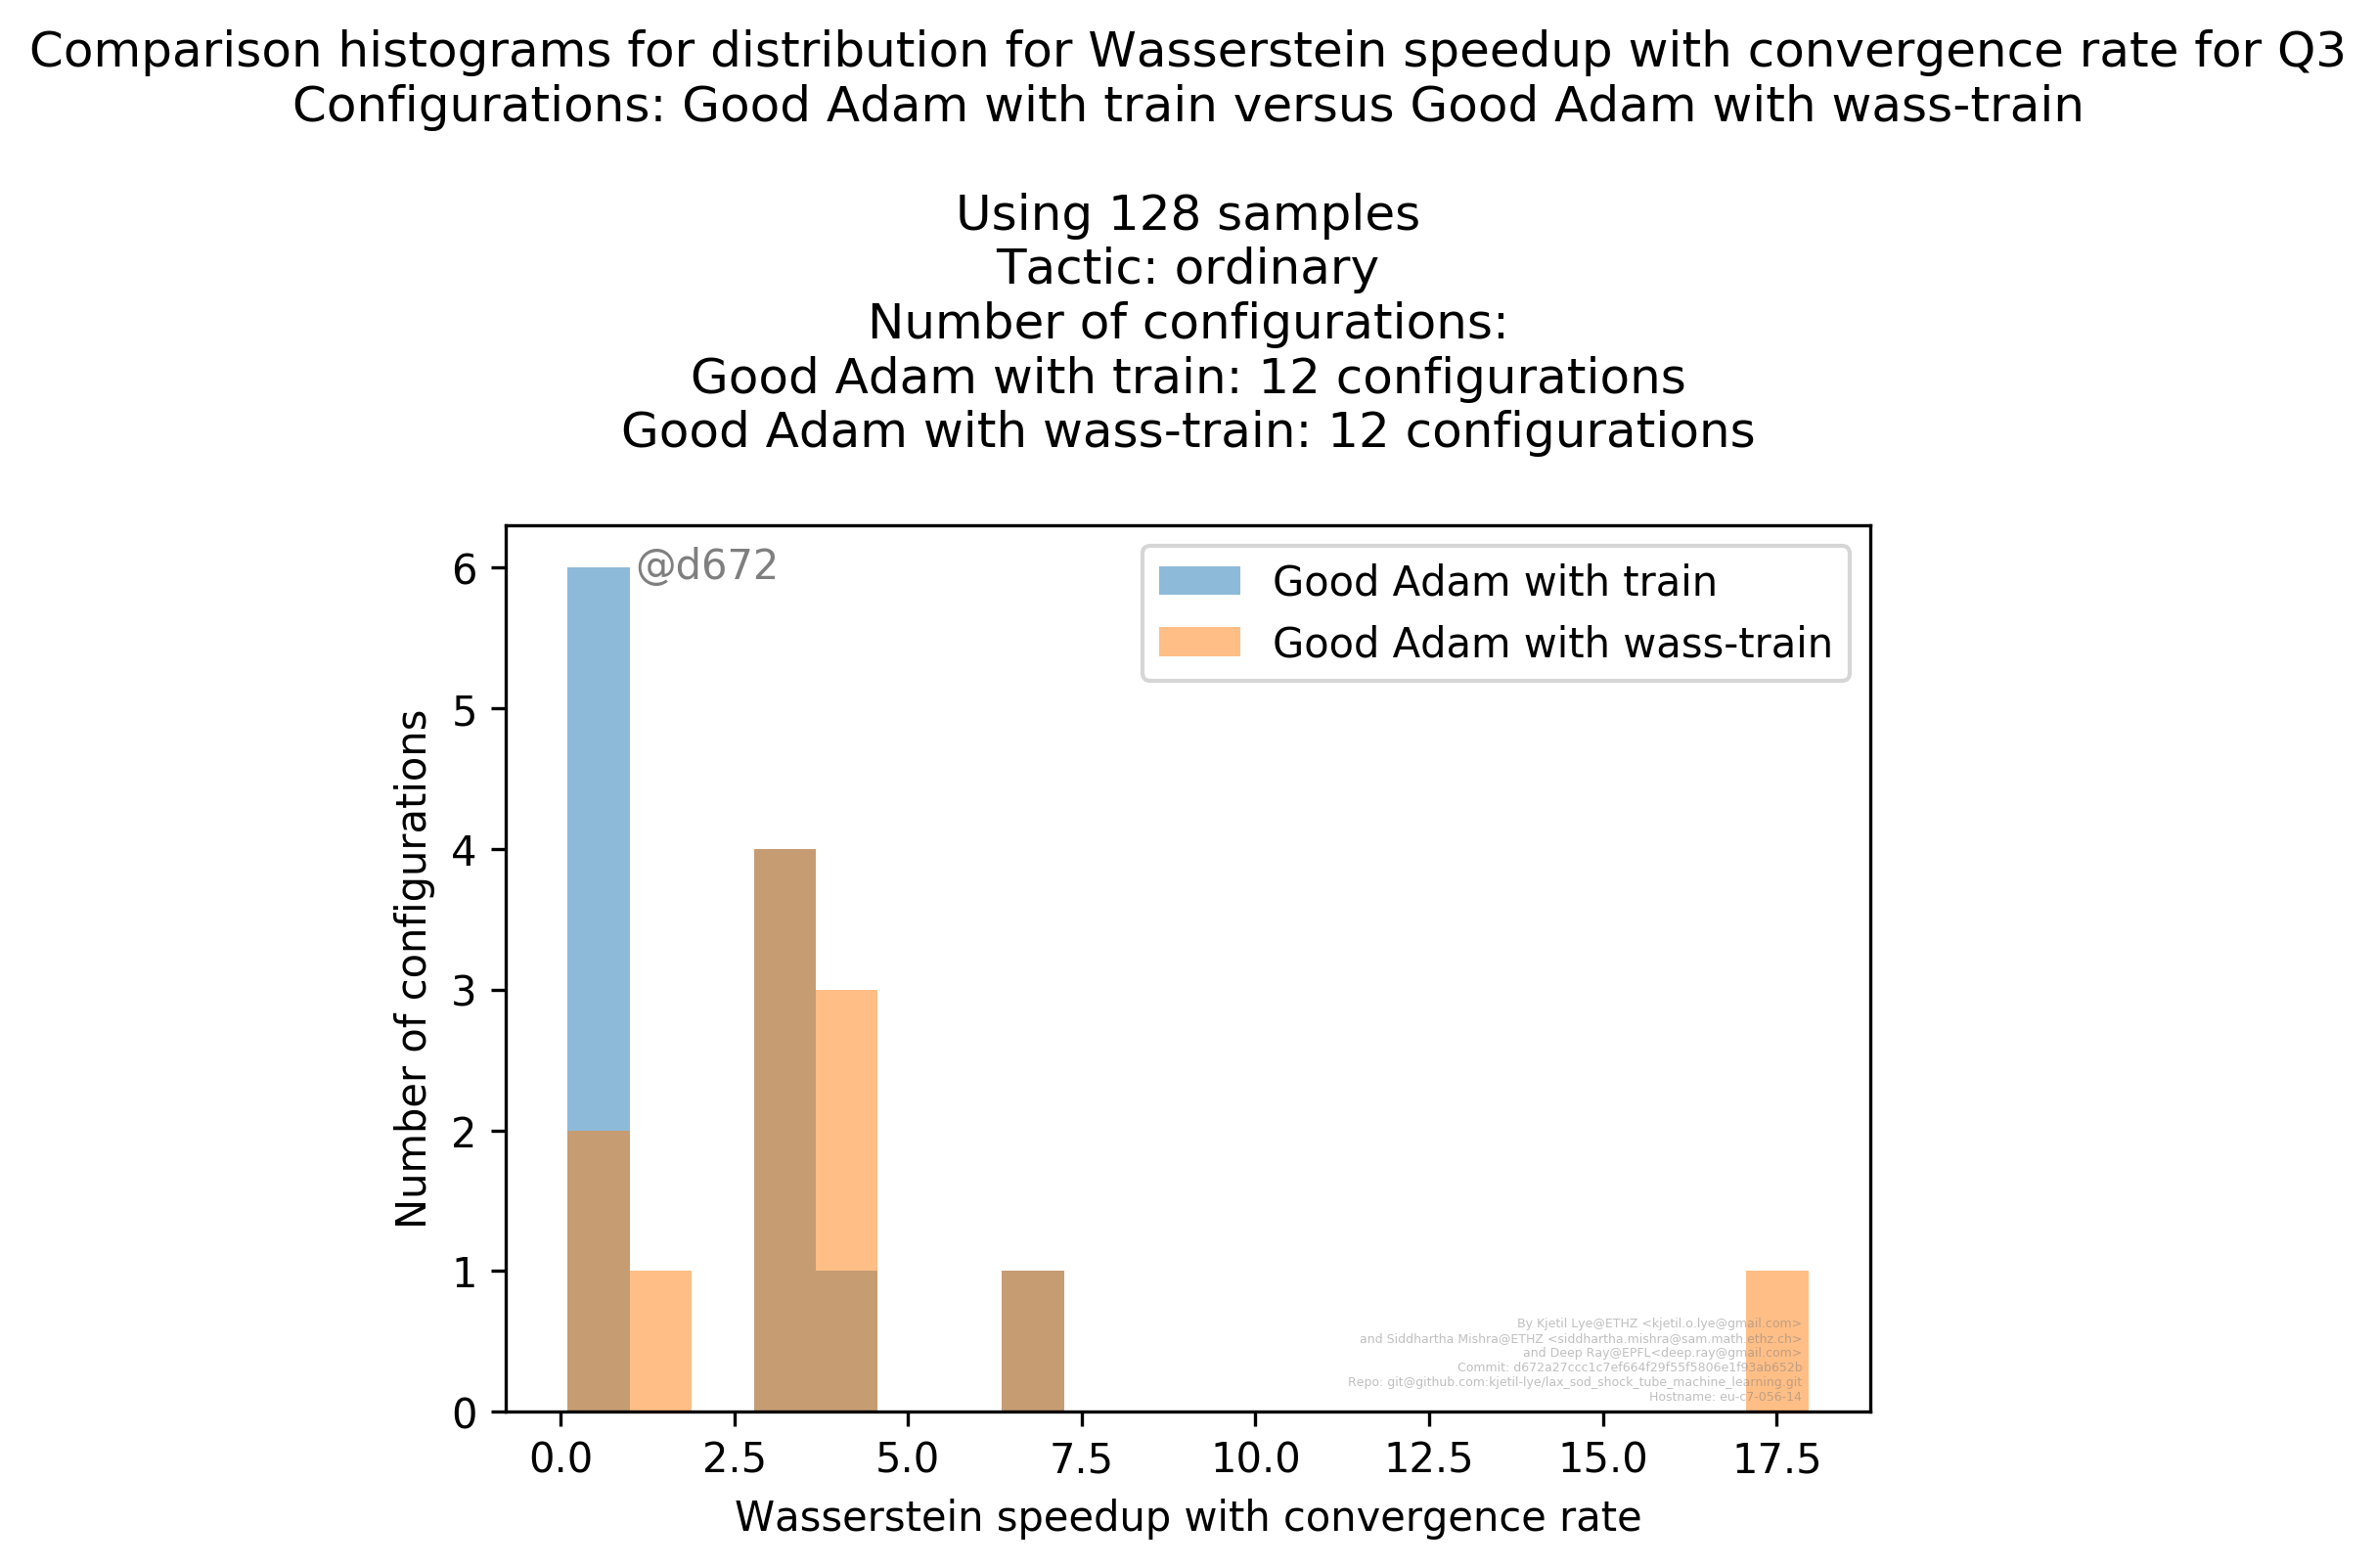 Comparison histograms for distribution for Wasserstein speedup with convergence rate for Q3
Configurations: Good Adam with train versus Good Adam with wass-train
Using 128 samples
Tactic: ordinary
Number of configurations:
Good Adam with train: 12 configurations
Good Adam with wass-train: 12 configurations
@d672
Good Adam with train
Good Adam with wass-train
Number of configurations
6
5
4
3
2
1
0
By Kjetil Lye@ETHZ <kjetil.o.lye@gmail.com>
and Siddhartha Mishra@ETHZ <siddhartha.mishra@sam.math.ethz.ch>
and Deep Ray@EPFL<deep.ray@gmail.com>
Commit: d672a27ccc1c7ef664f29f55f5806e1f93ab652b
Repo: git@github.com:kjetil-lye/lax_sod_shock_tube_machine_learning.git
Hostname: eu-c7-056-14
0.0 2.5 5.0 7.5 10.0 12.5 15.0 17.5
Wasserstein speedup with convergence rate